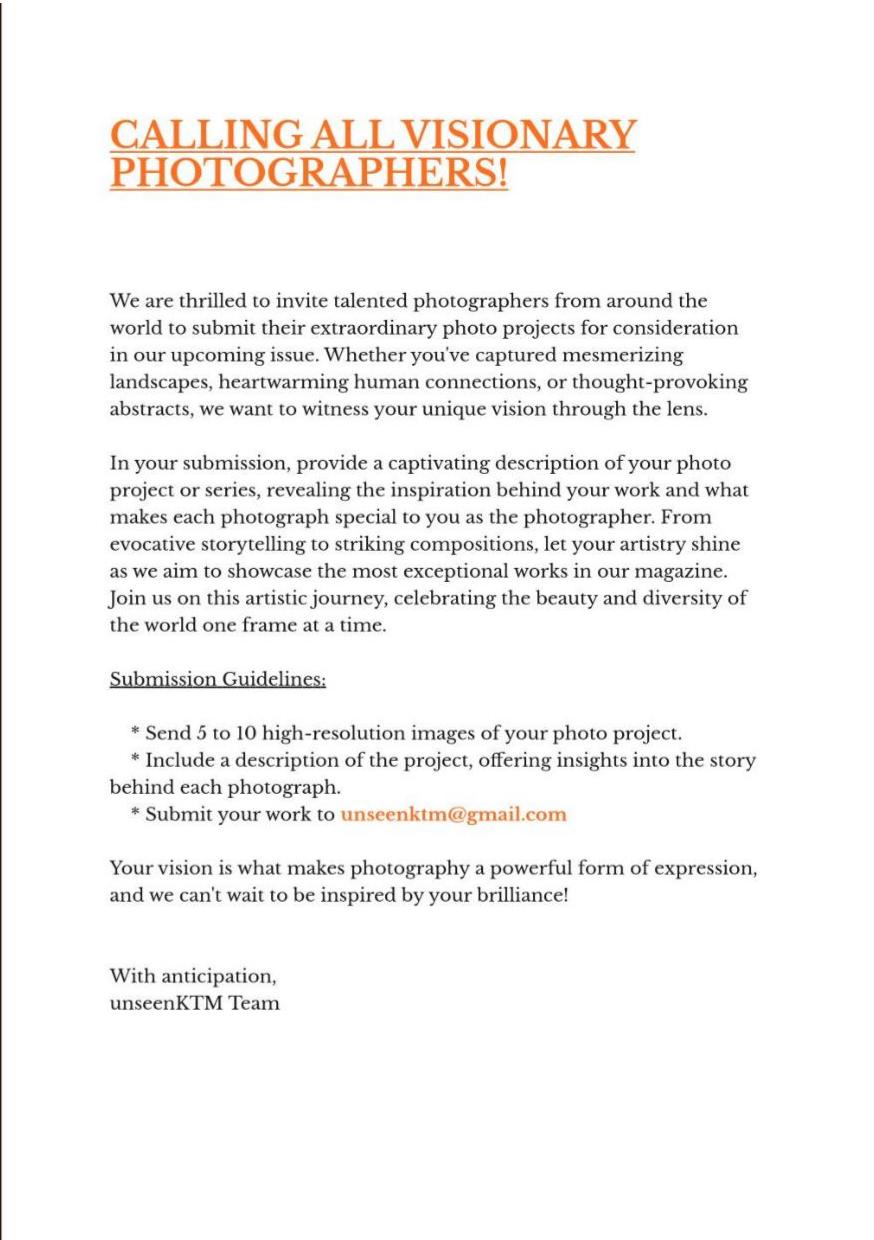 CALLING ALL VISIONARY
PHOTOGRAPHERS!
We are thrilled to invite talented photographers from around the
world to submit their extraordinary photo projects for consideration
in our upcoming issue. Whether you've captured mesmerizing
landscapes, heartwarming human connections, or thought-provoking
abstracts, we want to witness your unique vision through the lens.
In your submission, provide a captivating description of your photo
project or series, revealing the inspiration behind your work and what
makes each photograph special to you as the photographer. From
evocative storytelling to striking compositions, let your artistry shine
as we aim to showcase the most exceptional works in our magazine.
Join us on this artistic journey, celebrating the beauty and diversity of
the world one frame at a time.
Submission Guidelines:
* Send 5 to 10 high-resolution images of your photo project.
* Include a description of the project, offering insights into the story
behind each photograph.
* Submit your work to unseenktm@gmail.com
Your vision is what makes photography a powerful form of expression,
and we can't wait to be inspired by your brilliance!
With anticipation,
unseenKTM Team